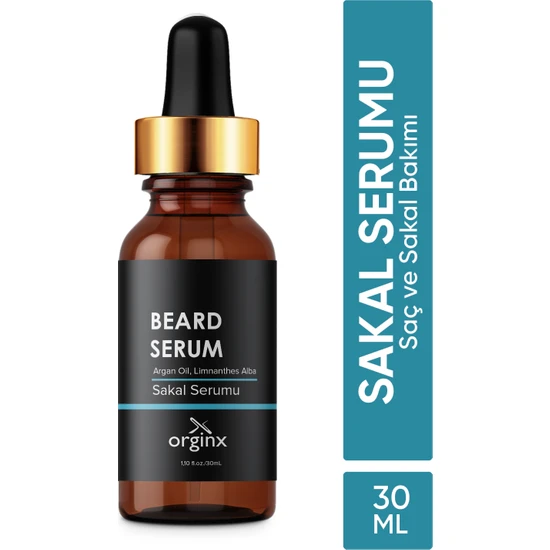 BEARD
SERUM
Argan Oil, Limnanthes Alba
Sakal Serumu
orginx
1,10 fl.oz./30mL
SAKAL SERUMU
Saç ve Sakal Bakımı
30
ML